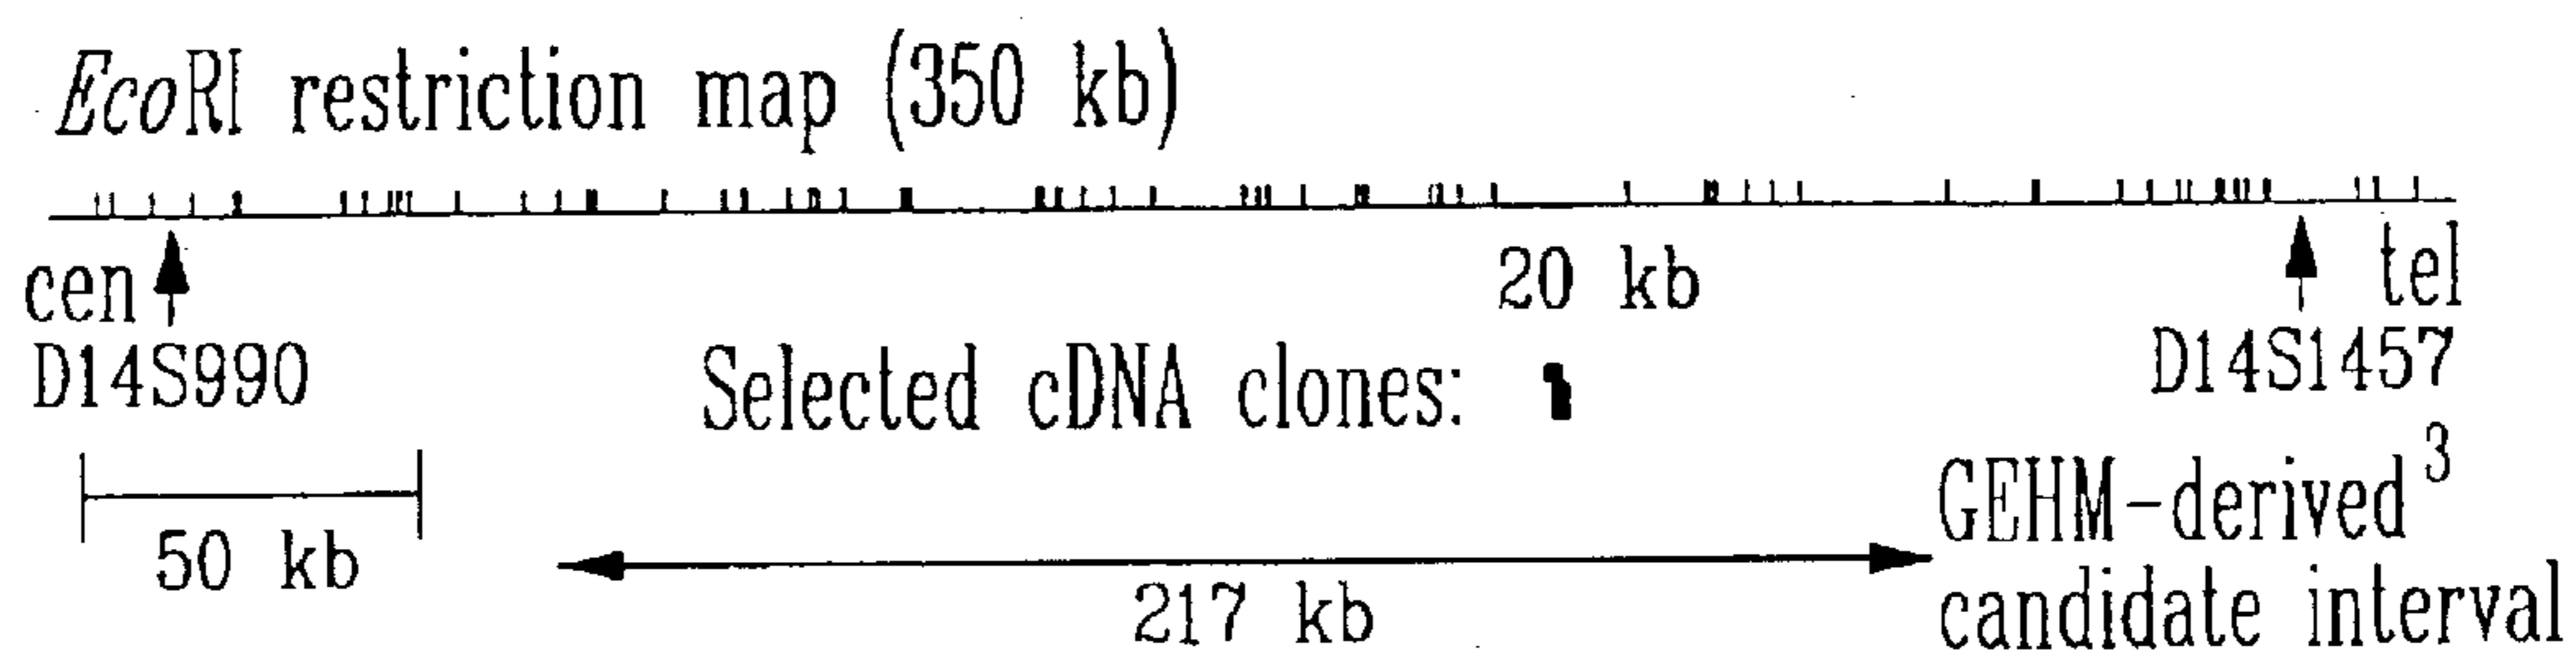 EcoRI restriction map (350 kb)
cen
20 kb
tel
D14S990
Selected cDNA clones:
D14S1457
50 kb
217 kb
GEHM-derived³
candidate interval